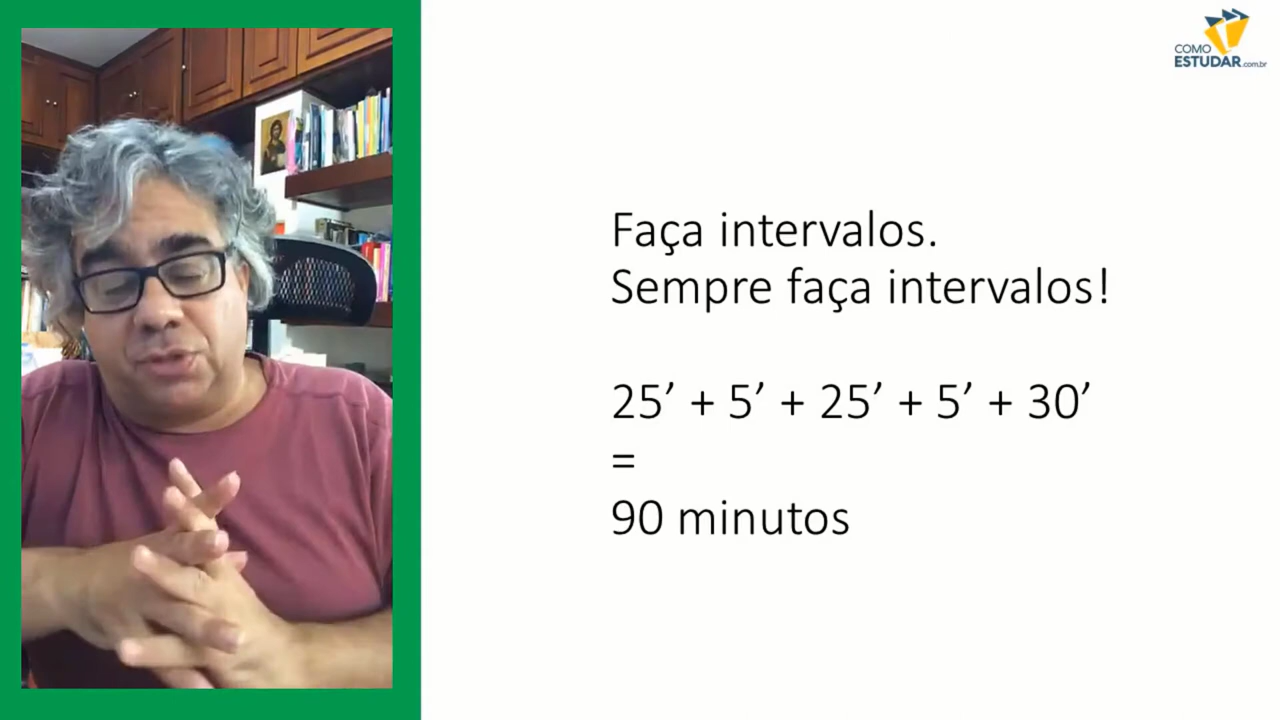 COMO
ESTUDAR.com.br
Faça intervalos.
Sempre faça intervalos!
25’ + 5’ + 25’ + 5’ + 30’
=
90 minutos